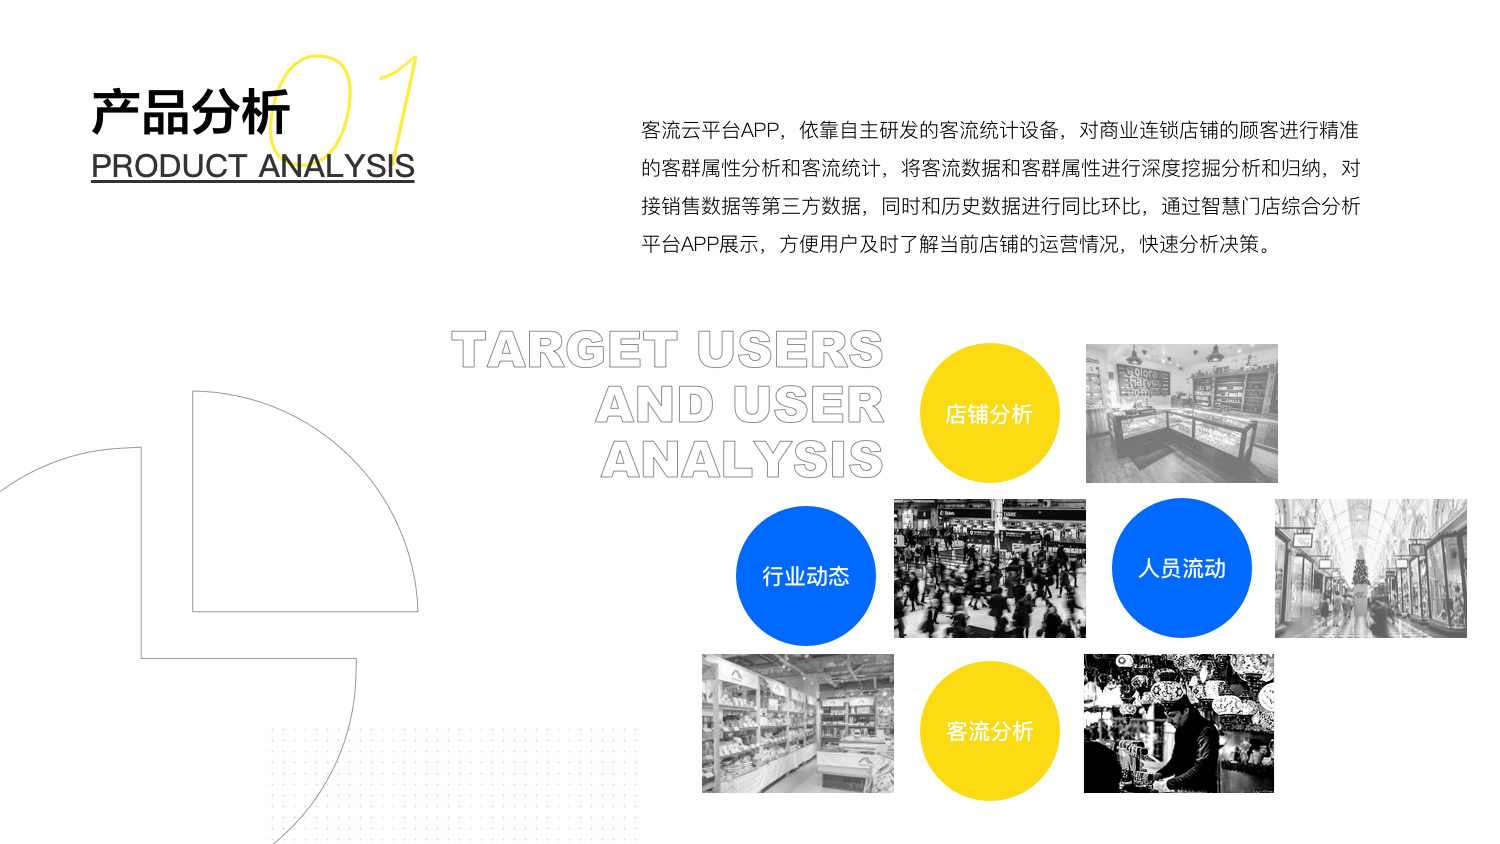 01
产品分析
PRODUCT ANALYSIS
客流云平台APP，依靠自主研发的客流统计设备，对商业连锁店铺的顾客进行精准
的客群属性分析和客流统计，将客流数据和客群属性进行深度挖掘分析和归纳，对
接销售数据等第三方数据，同时和历史数据进行同比环比，通过智慧门店综合分析
平台APP展示，方便用户及时了解当前店铺的运营情况，快速分析决策。
TARGET USERS
AND USER
ANALYSIS
店铺分析
行业动态
人员流动
客流分析